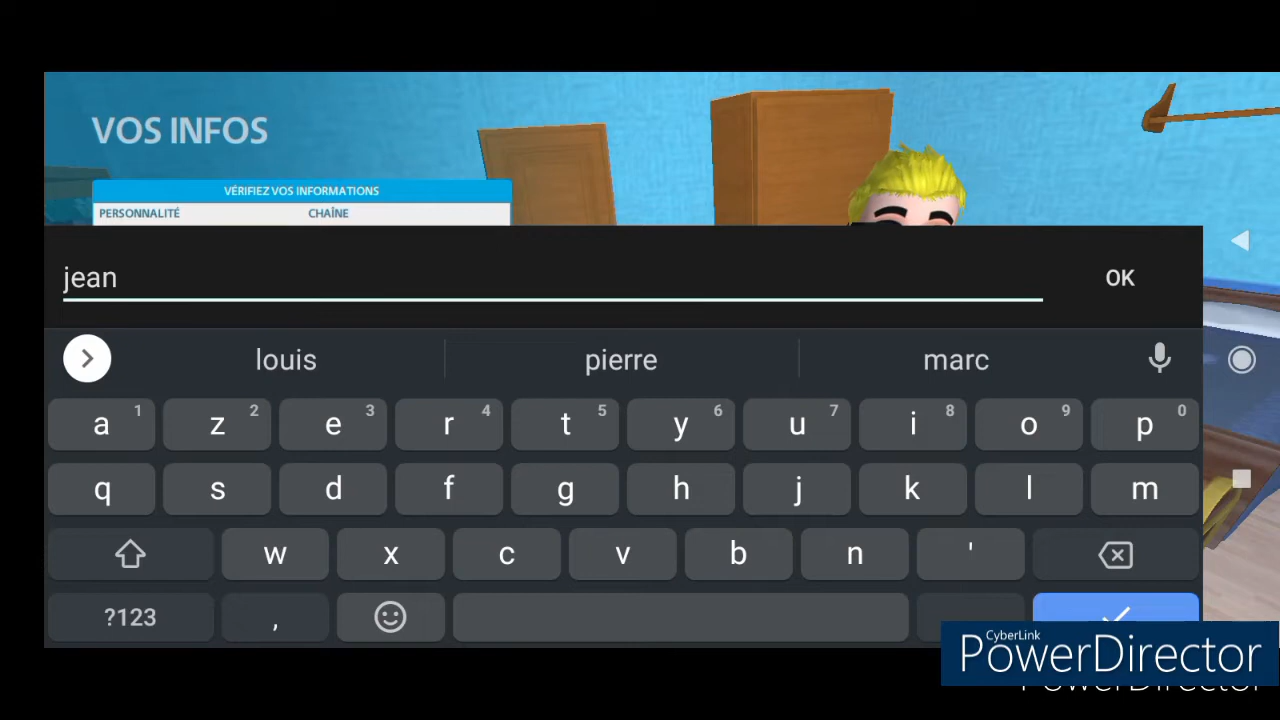 VOS INFOS
VÉRIFIEZ VOS INFORMATIONS
PERSONNALITÉ CHAÎNE
jean
OK
louis pierre marc
a 1 z 2 e 3 r 4 t 5 y 6 u 7 i 8 o 9 p 0
q s d f g h j k l m
w x c v b n '
?123 ,
CyberLink
PowerDirector
PowerDirector